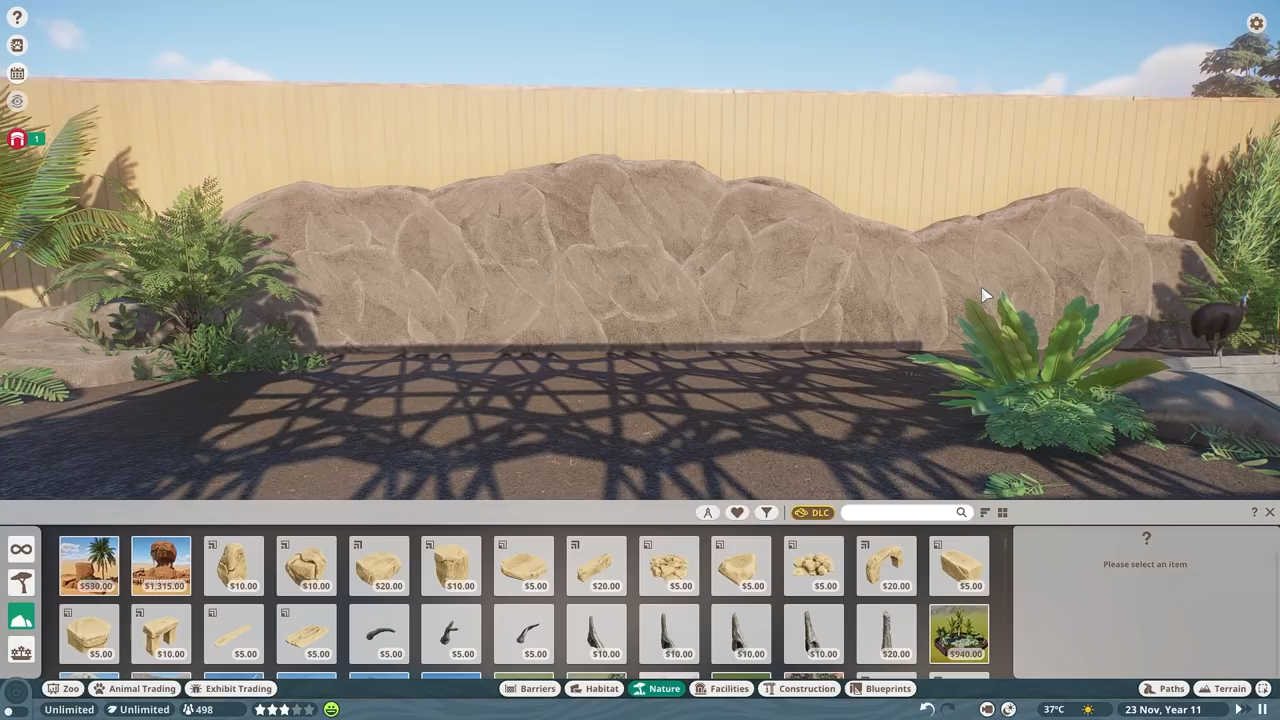 ?
1
DLC
?
$530.00
$1,315.00
$10.00
$10.00
$20.00
$10.00
$5.00
$20.00
$5.00
$5.00
$5.00
$20.00
$5.00
?
Please select an item
$5.00
$10.00
$5.00
$5.00
$5.00
$5.00
$5.00
$10.00
$10.00
$10.00
$10.00
$20.00
$940.00
Zoo
Animal Trading
Exhibit Trading
Barriers
Habitat
Nature
Facilities
Construction
Blueprints
Paths
Terrain
Unlimited
Unlimited
498
37°C
23 Nov, Year 11